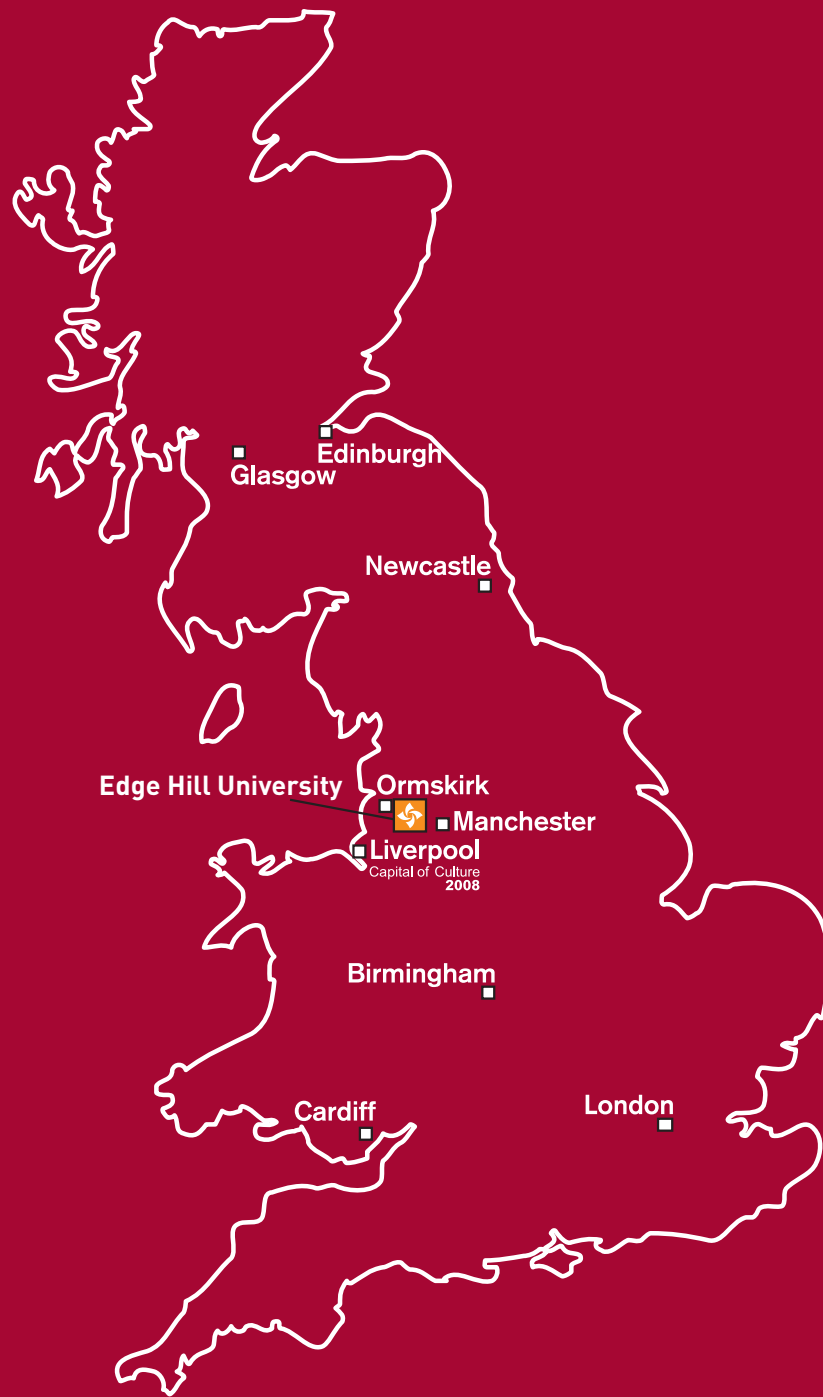 Edinburgh
Glasgow
Newcastle
Edge Hill University
Ormskirk
Manchester
Liverpool
Capital of Culture
2008
Birmingham
Cardiff
London